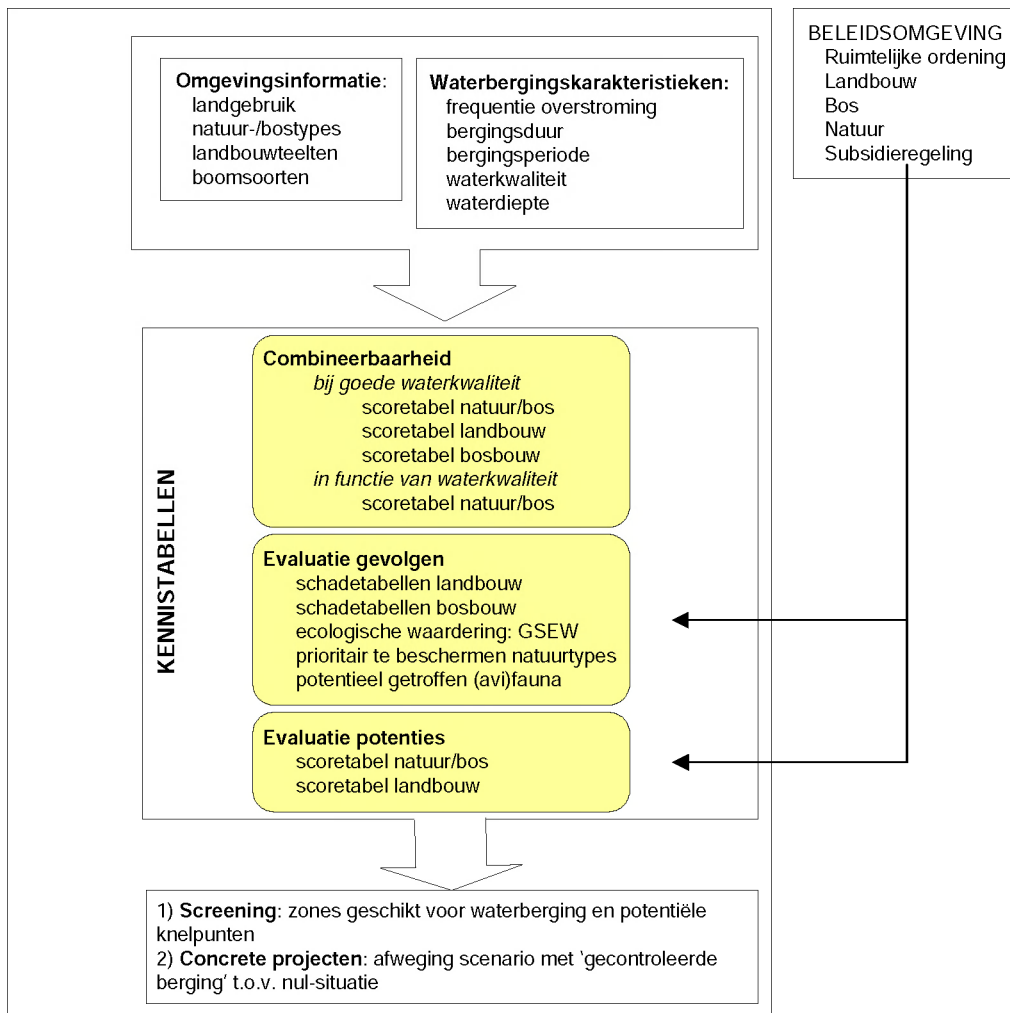 Omgevingsinformatie:
landgebruik
natuur-/bostypes
landbouwteelten
boomsoorten
Waterbergingskarakteristieken:
frequentie overstroming
bergingsduur
bergingsperiode
waterkwaliteit
waterdiepte
BELEIDSOMGEVING
Ruimtelijke ordening
Landbouw
Bos
Natuur
Subsidieregeling
KENNISTABELLEN
Combineerbaarheid
bij goede waterkwaliteit
scoretabel natuur/bos
scoretabel landbouw
scoretabel bosbouw
in functie van waterkwaliteit
scoretabel natuur/bos
Evaluatie gevolgen
schadetabellen landbouw
schadetabellen bosbouw
ecologische waardering: GSEW
prioritair te beschermen natuurtypes
potentieel getroffen (avi)fauna
Evaluatie potenties
scoretabel natuur/bos
scoretabel landbouw
1) Screening: zones geschikt voor waterberging en potentiële
knelpunten
2) Concrete projecten: afweging scenario met ‘gecontroleerde
berging’ t.o.v. nul-situatie